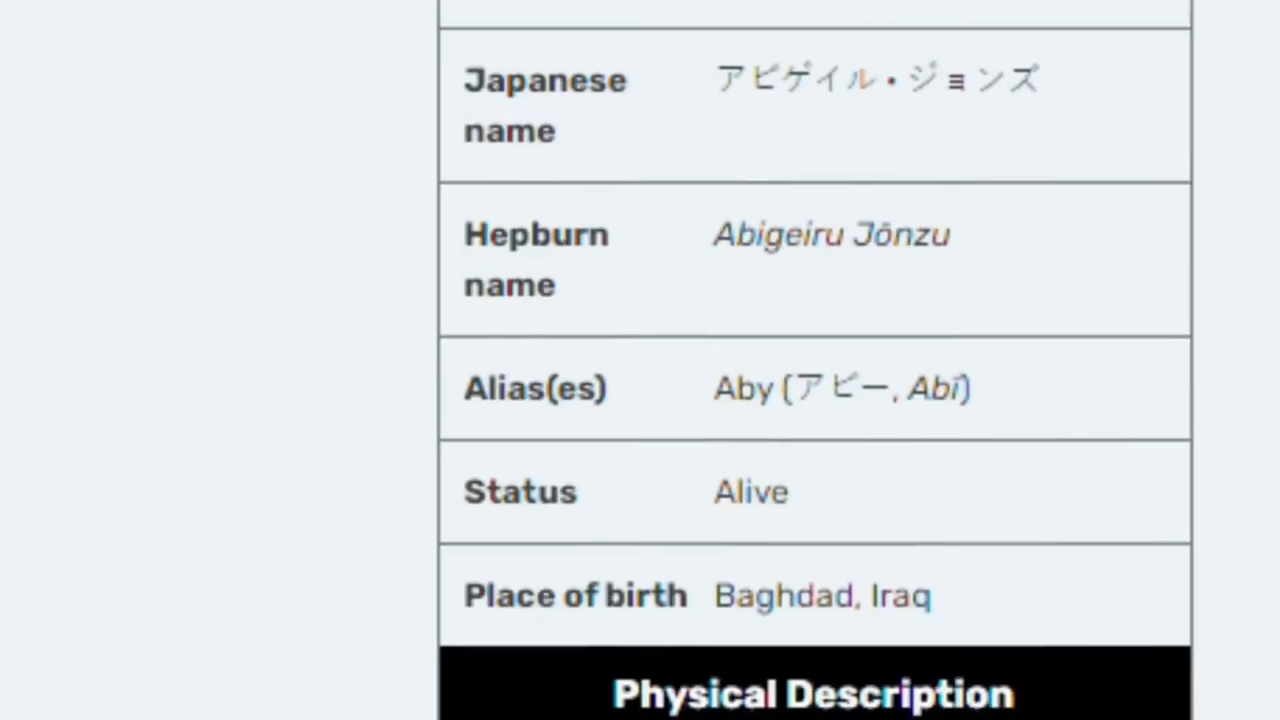 Japanese name
アビゲイル・ジョンズ
Hepburn name
Abigeiru Jōnzu
Alias(es) Aby (アビー, Abī)
Status Alive
Place of birth Baghdad, Iraq
Physical Description